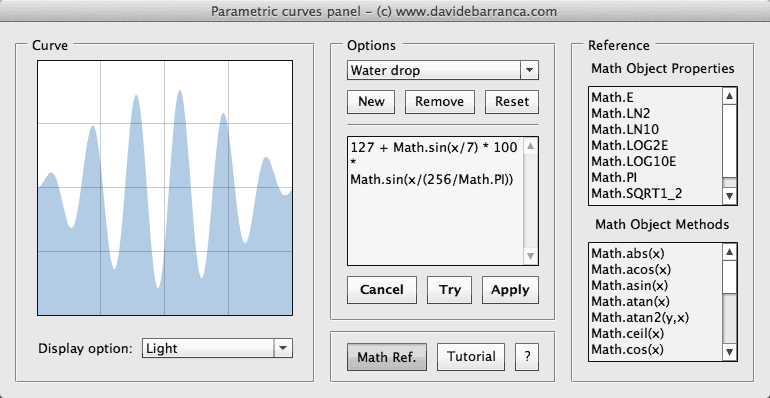 Parametric curves panel - (c) www.davidebarranca.com
Curve
Display option: Light
Options
Water drop
New Remove Reset
127 + Math.sin(x/7) * 100
*
Math.sin(x/(256/Math.PI))
Cancel Try Apply
Math Ref. Tutorial ?
Reference
Math Object Properties
Math.E
Math.LN2
Math.LN10
Math.LOG2E
Math.LOG10E
Math.PI
Math.SQRT1_2
Math Object Methods
Math.abs(x)
Math.acos(x)
Math.asin(x)
Math.atan(x)
Math.atan2(y,x)
Math.ceil(x)
Math.cos(x)